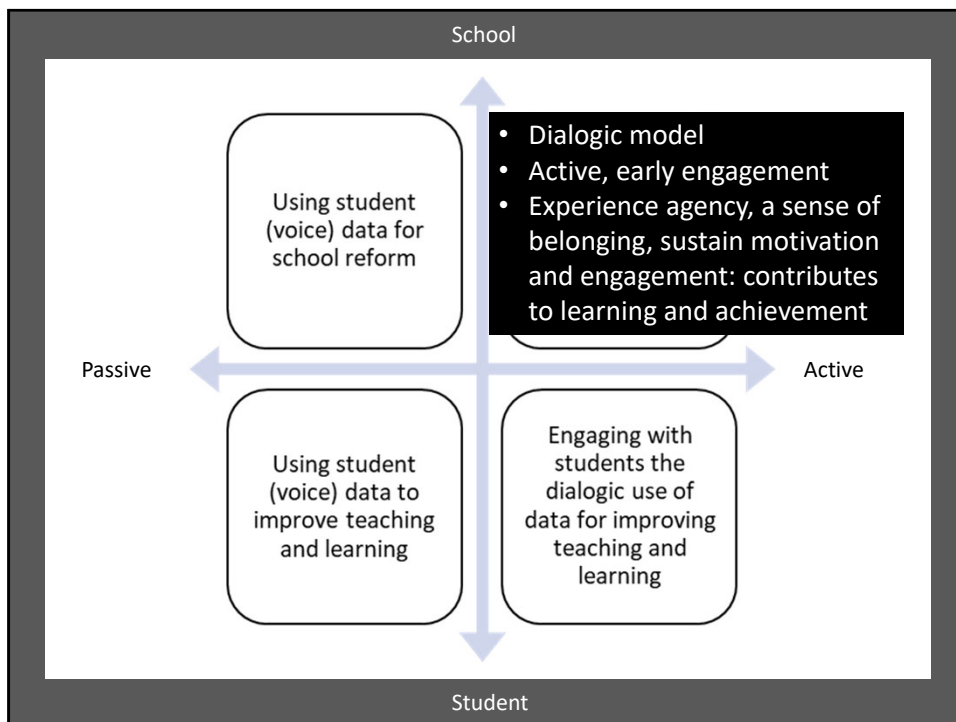 School
Using student
(voice) data for
school reform
• Dialogic model
• Active, early engagement
• Experience agency, a sense of
belonging, sustain motivation
and engagement: contributes
to learning and achievement
Passive
Active
Using student
(voice) data to
improve teaching
and learning
Engaging with
students the
dialogic use of
data for improving
teaching and
learning
Student